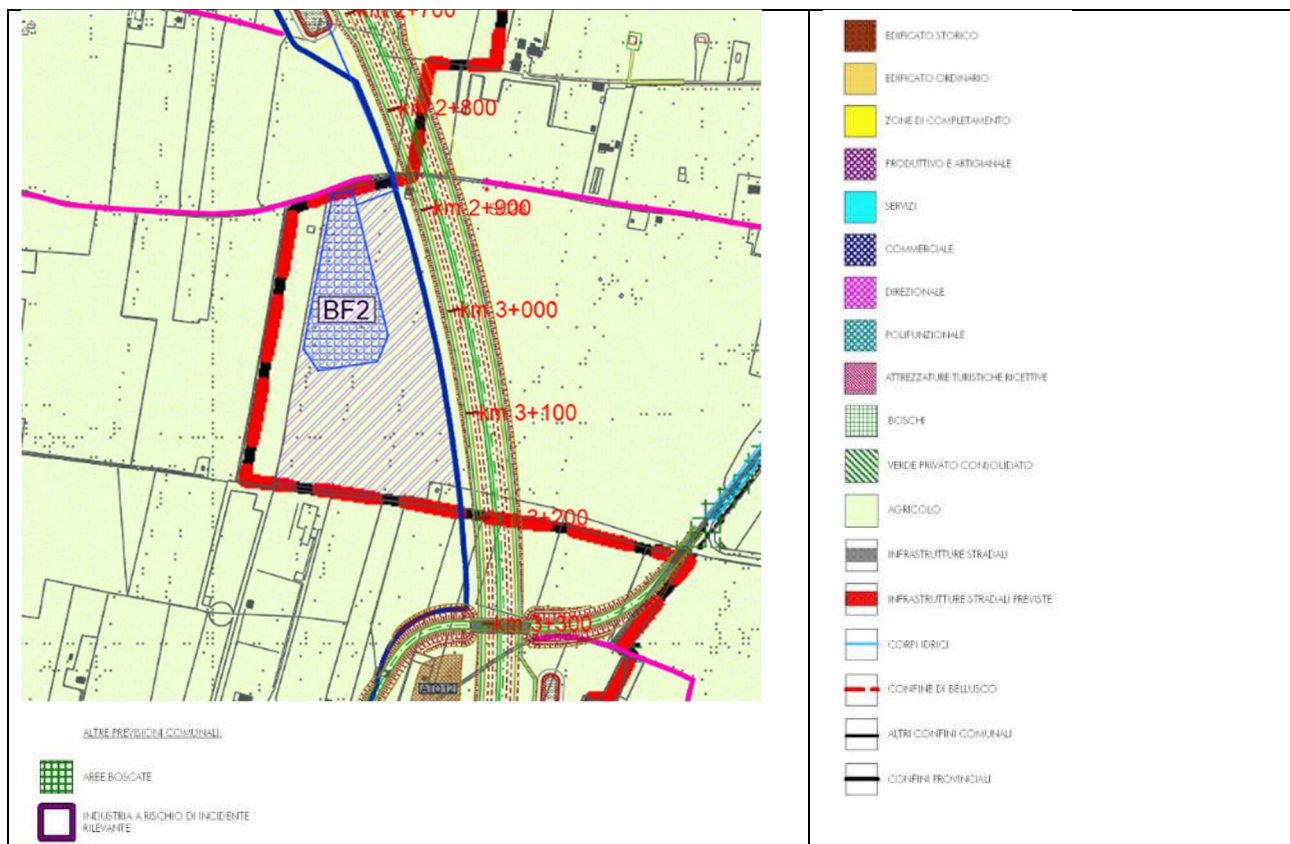 km 2+700
km 2+800
km 2+900
BF2
km 3+000
km 3+100
km 3+200
km 3+300
ATO12
ALTRE PREVISIONI COMUNALI:
AREE BOSCATE
INDUSTRIA A RISCHIO DI INCIDENTE
RILEVANTE
EDIFICATO STORICO
EDIFICATO ORDINARIO
ZONE DI COMPLETAMENTO
PRODUTTIVO E ARTIGIANALE
SERVIZI
COMMERCIALE
DIREZIONALE
POLIFUNZIONALE
ATTREZZATURE TURISTICHE RICETTIVE
BOSCHI
VERDE PRIVATO CONSOLIDATO
AGRICOLO
INFRASTRUTTURE STRADALI
INFRASTRUTTURE STRADALI PREVISTE
CORPI IDRICI
CONFINE DI BELLUSCO
ALTRI CONFINI COMUNALI
CONFINI PROVINCIALI